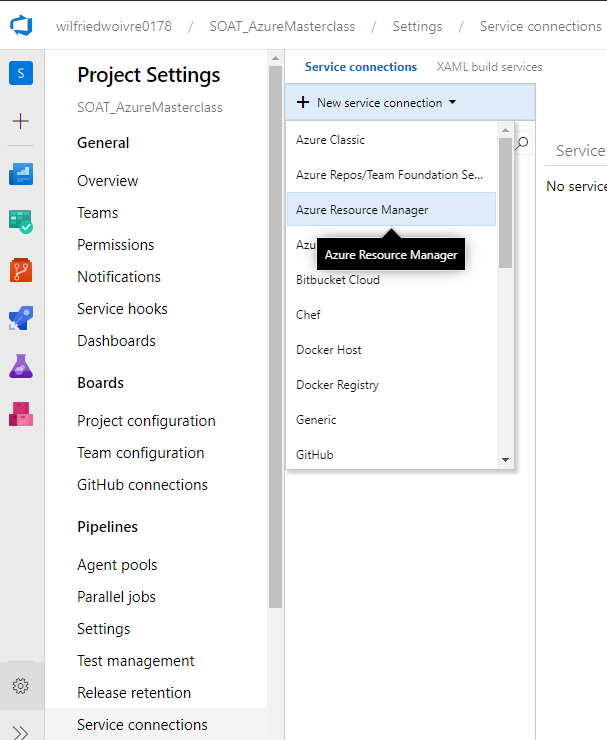 wilfriedwoivre0178 / SOAT_AzureMasterclass / Settings / Service connections
S
Project Settings
SOAT_AzureMasterclass
General
Overview
Teams
Permissions
Notifications
Service hooks
Dashboards
Boards
Project configuration
Team configuration
GitHub connections
Pipelines
Agent pools
Parallel jobs
Settings
Test management
Release retention
Service connections
Service connections XAML build services
+ New service connection
Azure Classic
Azure Repos/Team Foundation Se...
Azure Resource Manager
Azu
Azure Resource Manager
Bitbucket Cloud
Chef
Docker Host
Docker Registry
Generic
GitHub
Service
No service